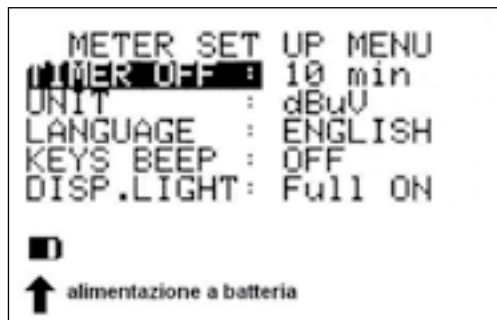 METER SET UP MENU
TIMER OFF : 10 min
UNIT : dBuV
LANGUAGE : ENGLISH
KEYS BEEP : OFF
DISP.LIGHT: Full ON
alimentazione a batteria